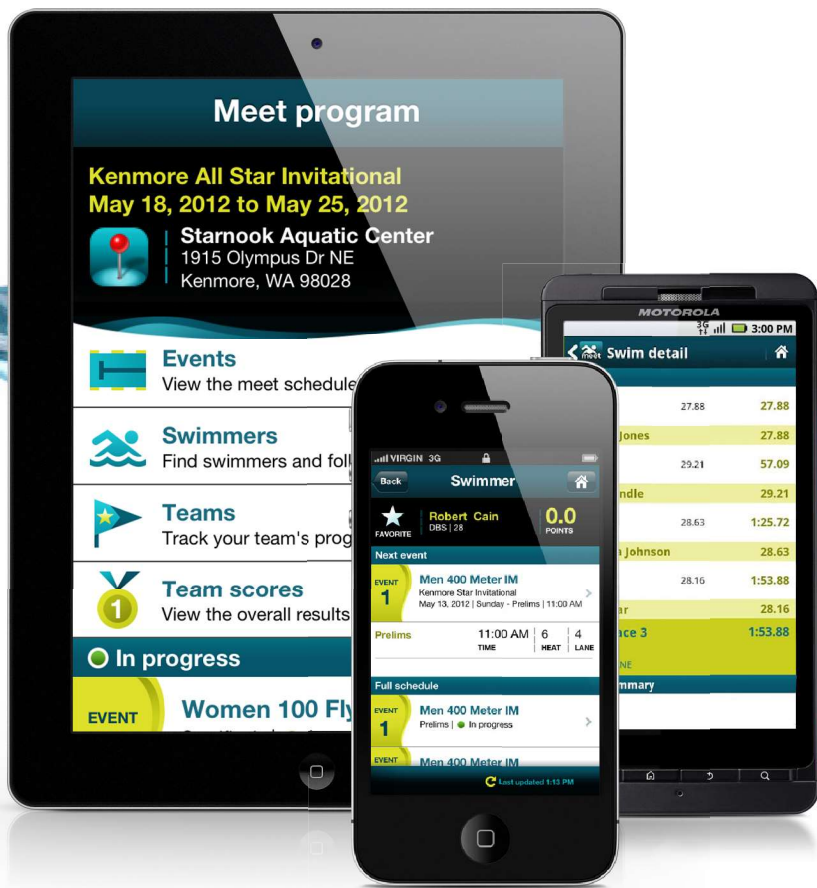 Meet program
Kenmore All Star Invitational
May 18, 2012 to May 25, 2012
Starnook Aquatic Center
1915 Olympus Dr NE
Kenmore, WA 98028
Events
View the meet schedule
Swimmers
Find swimmers and foll
Teams
Track your team's prog
Team scores
1
View the overall results
In progress
EVENT
Women 100 Fly
VIRGIN 3G
Back
Swimmer
FAVORITE
Robert Cain
DBS | 28
0.0
POINTS
Next event
EVENT
1
Men 400 Meter IM
Kenmore Star Invitational
May 13, 2012 | Sunday - Prelims | 11:00 AM
Prelims
11:00 AM
TIME
6
HEAT
4
LANE
Full schedule
EVENT
1
Men 400 Meter IM
Prelims | In progress
EVENT
Men 400 Meter IM
Last updated 1:13 PM
MOTOROLA
3G 3:00 PM
meet Swim detail
27.88 27.88
Jones 27.88
29.21 57.09
ndle 29.21
28.63 1:25.72
a Johnson 28.63
28.16 1:53.88
ar 28.16
ace 3 1:53.88
NE
mmary